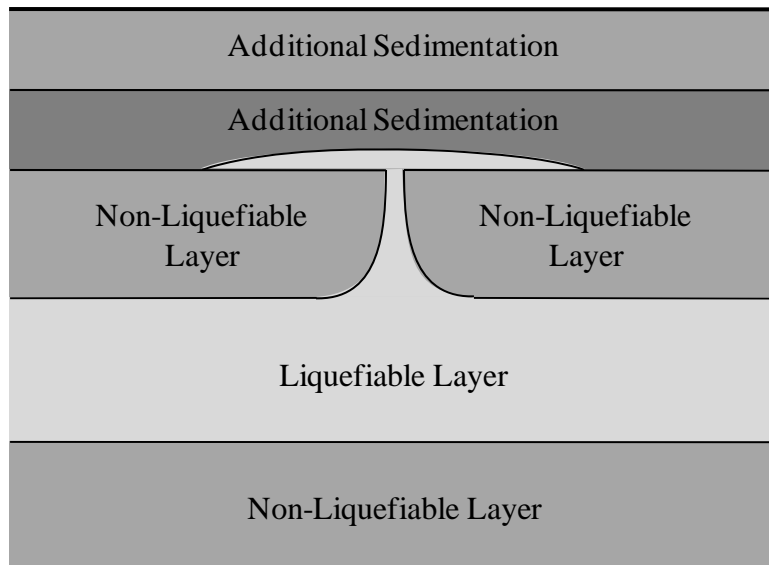 Additional Sedimentation
Additional Sedimentation
Non-Liquefiable
Layer
Non-Liquefiable
Layer
Liquefiable Layer
Non-Liquefiable Layer